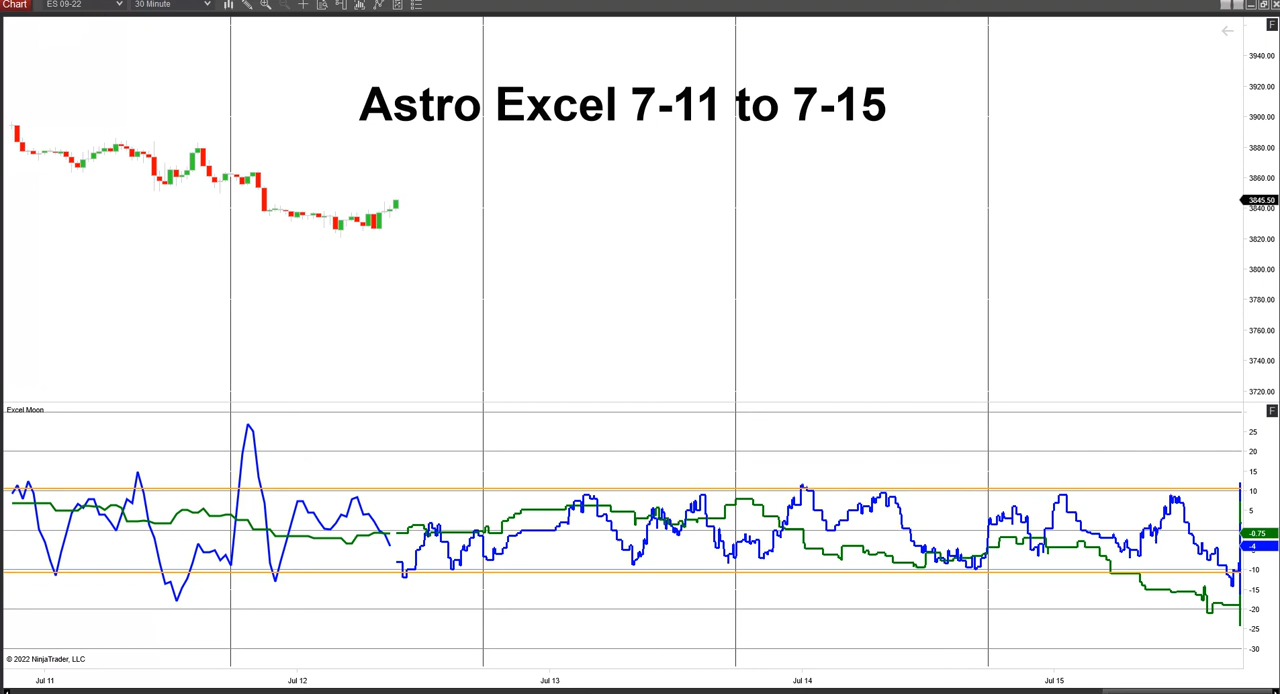 Chart
ES 09-22
30 Minute
F
Astro Excel 7-11 to 7-15
3940.00
3920.00
3900.00
3880.00
3860.00
3845.50
3840.00
3820.00
3800.00
3780.00
3760.00
3740.00
3720.00
Excel Moon
F
25
20
15
10
5
-0.75
-4
-10
-15
-20
-25
-30
© 2022 NinjaTrader, LLC
Jul 11
Jul 12
Jul 13
Jul 14
Jul 15